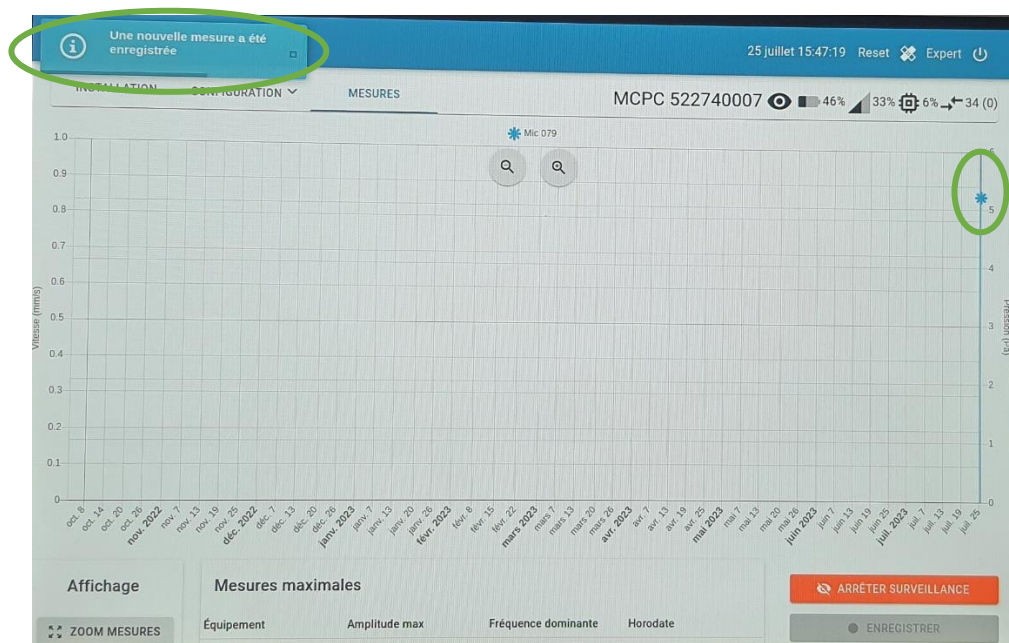 Une nouvelle mesure a été
enregistrée
25 juillet 15:47:19 Reset Expert
INSTALLATION CONFIGURATION MESURES
MCPC 522740007 46% 33% 6% 34 (0)
Mic 079
1.0
0.9
0.8
0.7
0.6
0.5
0.4
0.3
0.2
0.1
0
Vitesse (mm/s)
6
5
4
3
2
1
0
Pression (Pa)
oct. 8
oct. 14
oct. 20
oct. 26
nov. 2022
nov. 7
nov. 13
nov. 19
nov. 25
déc. 2022
déc. 7
déc. 13
déc. 20
déc. 26
janv. 2023
janv. 7
janv. 13
janv. 20
janv. 26
févr. 2023
févr. 8
févr. 15
févr. 22
mars 2023
mars 7
mars 13
mars 20
mars 26
avr. 2023
avr. 7
avr. 13
avr. 19
avr. 25
mai 2023
mai 7
mai 13
mai 20
mai 26
juin 2023
juin 7
juin 13
juin 19
juin 25
juil. 2023
juil. 7
juil. 13
juil. 19
juil. 25
Affichage
ZOOM MESURES
Mesures maximales
Équipement Amplitude max Fréquence dominante Horodate
ARRÊTER SURVEILLANCE
ENREGISTRER